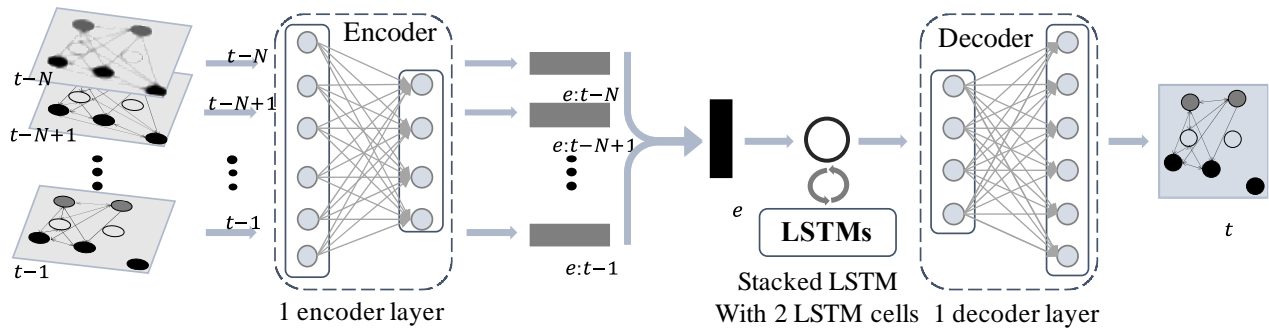 Encoder
Decoder
t−N
t−N
e:t−N
t−N+1
t−N+1
e:t−N+1
t−1
t−1
e:t−1
e
LSTMs
t
Stacked LSTM
With 2 LSTM cells
1 encoder layer
1 decoder layer